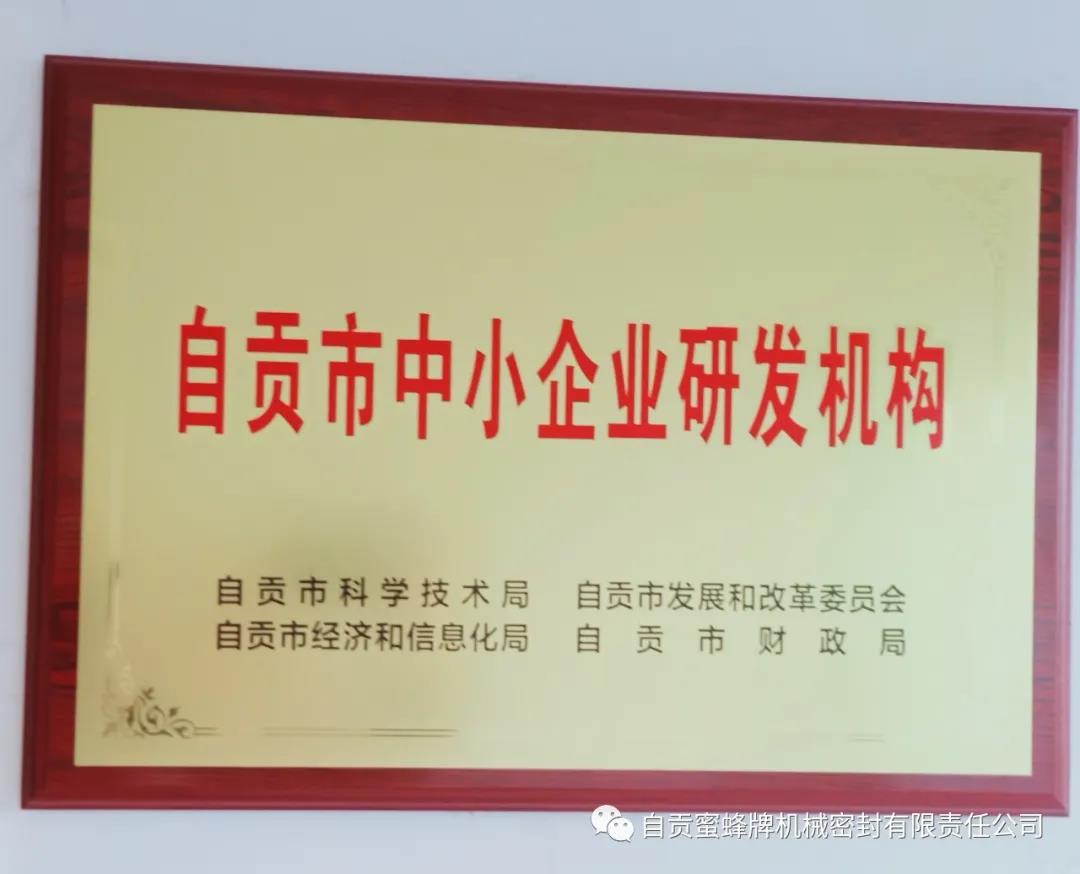 自贡市中小企业研发机构
自贡市科学技术局 自贡市发展和改革委员会
自贡市经济和信息化局 自贡市财政局
自贡蜜蜂牌机械密封有限责任公司